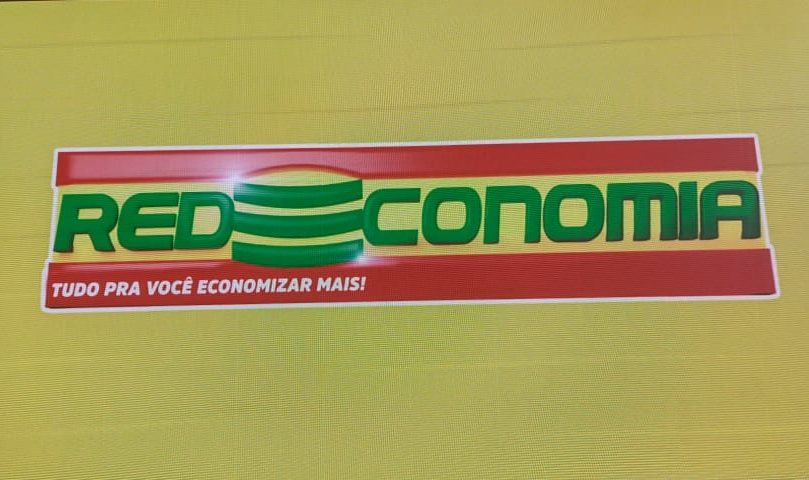 REDECONOMIA
TUDO PRA VOCÊ ECONOMIZAR MAIS!